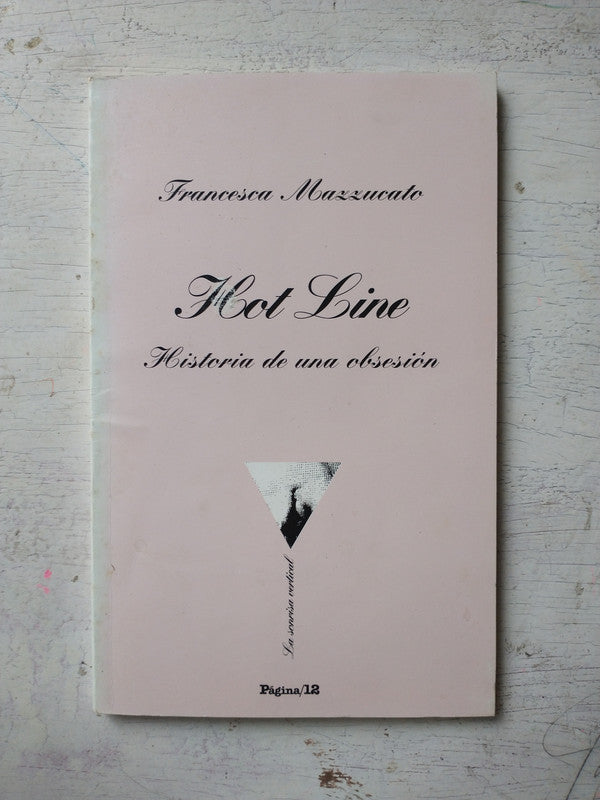 Francesca Mazzucato
Hot Line
Historia de una obsesión
La sonrisa vertical
Página/12